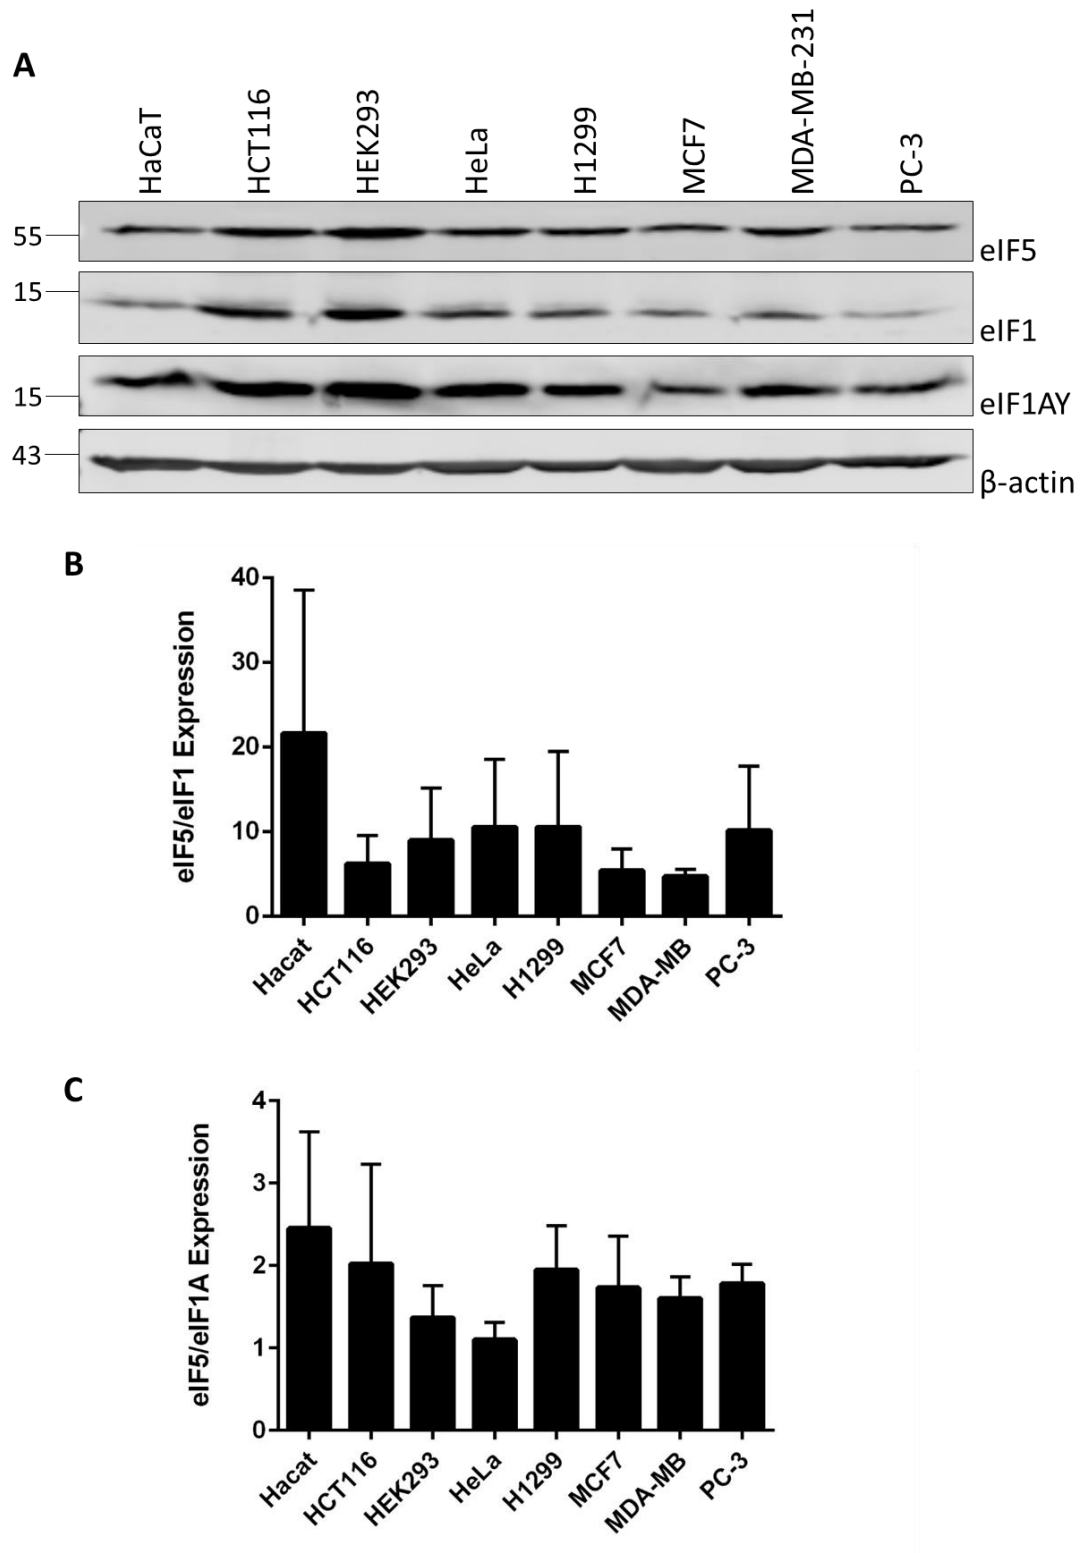 A
HaCaT
HCT116
HEK293
HeLa
H1299
MCF7
MDA-MB-231
PC-3
55
eIF5
15
eIF1
15
eIF1AY
43
β-actin
B
eIF5/eIF1 Expression
40
30
20
10
0
Hacat
HCT116
HEK293
HeLa
H1299
MCF7
MDA-MB
PC-3
C
eIF5/eIF1A Expression
4
3
2
1
0
Hacat
HCT116
HEK293
HeLa
H1299
MCF7
MDA-MB
PC-3